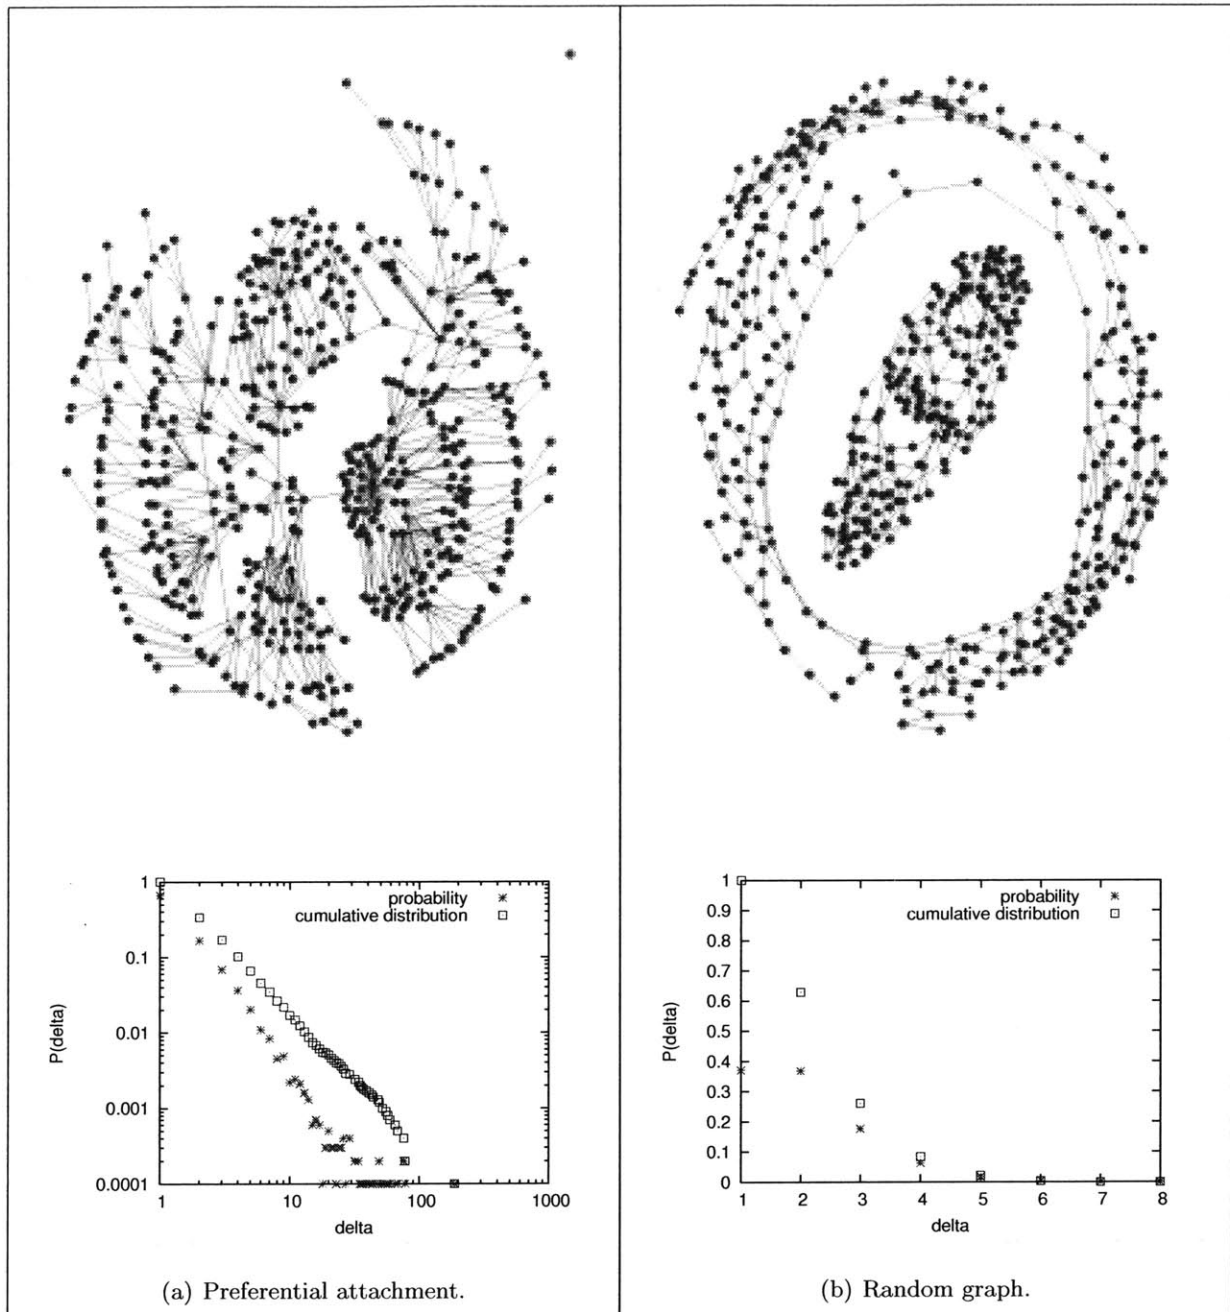 probability
cumulative distribution
1
0.1
0.01
0.001
0.0001
P(delta)
1 10 100 1000
delta
(a) Preferential attachment.
probability
cumulative distribution
1
0.9
0.8
0.7
0.6
0.5
0.4
0.3
0.2
0.1
0
P(delta)
1 2 3 4 5 6 7 8
delta
(b) Random graph.